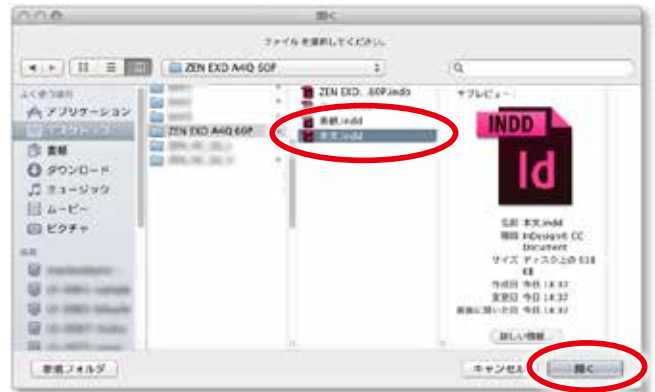 開く
ファイルを選択してください。
ZEN EXD A4Q 60P
よく使う項目
アプリケーション
デスクトップ
書類
ダウンロード
ミュージック
ムービー
ピクチャ
ZEN EXD A4Q 60P
ZEN EXD. .60P.indb
表紙.indd
本文.indd
プレビュー:
INDD
Id
名前 本文.indd
種類 InDesign® CC
Document
サイズ ディスク上の 518
KB
作成日 今日 14:37
変更日 今日 14:37
最後に開いた日 今日 14:37
詳しい情報...
新規フォルダ
キャンセル
開く